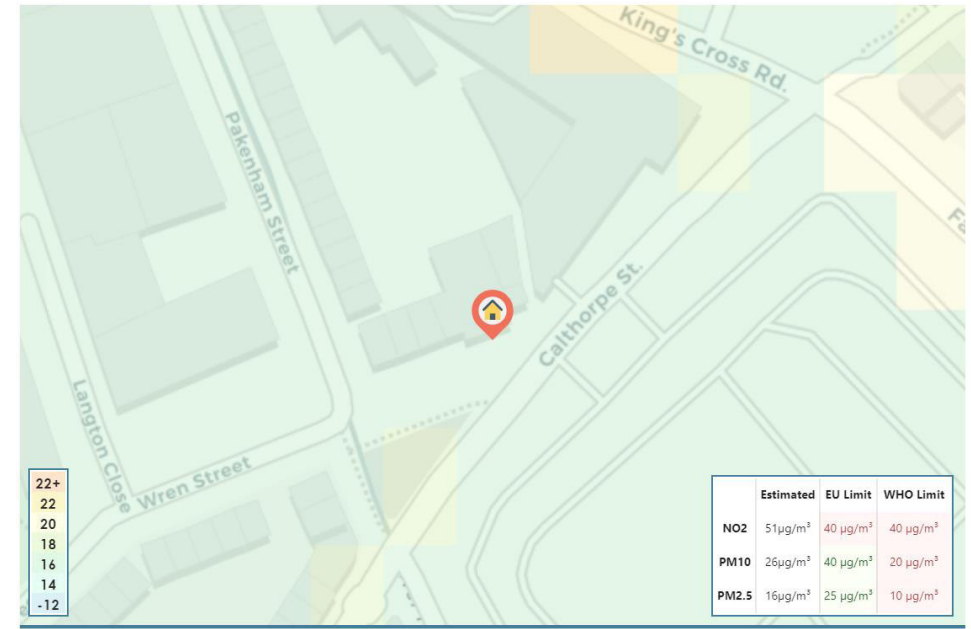 King's Cross Rd.
Pakenham Street
Calthorpe St.
Langton Close
Wren Street
22+
22
20
18
16
14
-12
Estimated EU Limit WHO Limit
NO2 51µg/m³ 40 µg/m³ 40 µg/m³
PM10 26µg/m³ 40 µg/m³ 20 µg/m³
PM2.5 16µg/m³ 25 µg/m³ 10 µg/m³